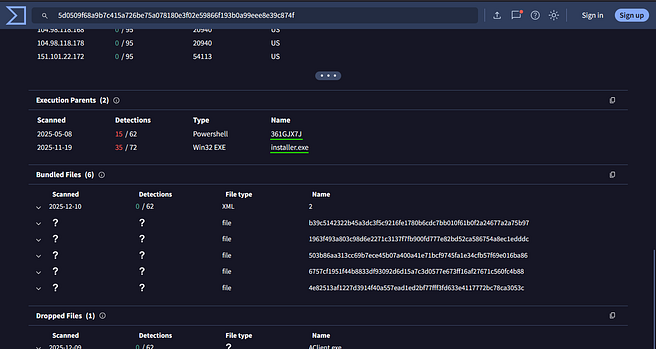 5d0509f68a9b7c415a726be75a078180e3f02e59866f193b0a99eee8e39c874f
Sign in
Sign up
104.98.118.168 0 / 95 20940 US
104.98.118.178 0 / 95 20940 US
151.101.22.172 0 / 95 54113 US
Execution Parents (2)
Scanned Detections Type Name
2025-05-08 15 / 62 Powershell 361GJX7J
2025-11-19 35 / 72 Win32 EXE installer.exe
Bundled Files (6)
Scanned Detections File type Name
2025-12-10 0 / 62 XML 2
? ? file b39c5142322b45a3dc3f5c9216fe1780b6cdc7bb010f61b0f2a24677a2a75b97
? ? file 1963f493a803c98d6e2271c3137f7fb900fd777e82bd52ca586754a8ec1edddc
? ? file 503b86aa313cc69b7ece45b07a400a41e71bcf9745fa1e34cfb57f69e016ba86
? ? file 6757cf1951f44b8833df93092d6d15a7c3d0577e673ff16af27671c560fc4b88
? ? file 4e82513af1227d3914f40a557ead1ed2bf77fff3fd633e4117772bc78ca3053c
Dropped Files (1)
Scanned Detections File type Name
2025-12-09 0 / 62 ? AClient.exe